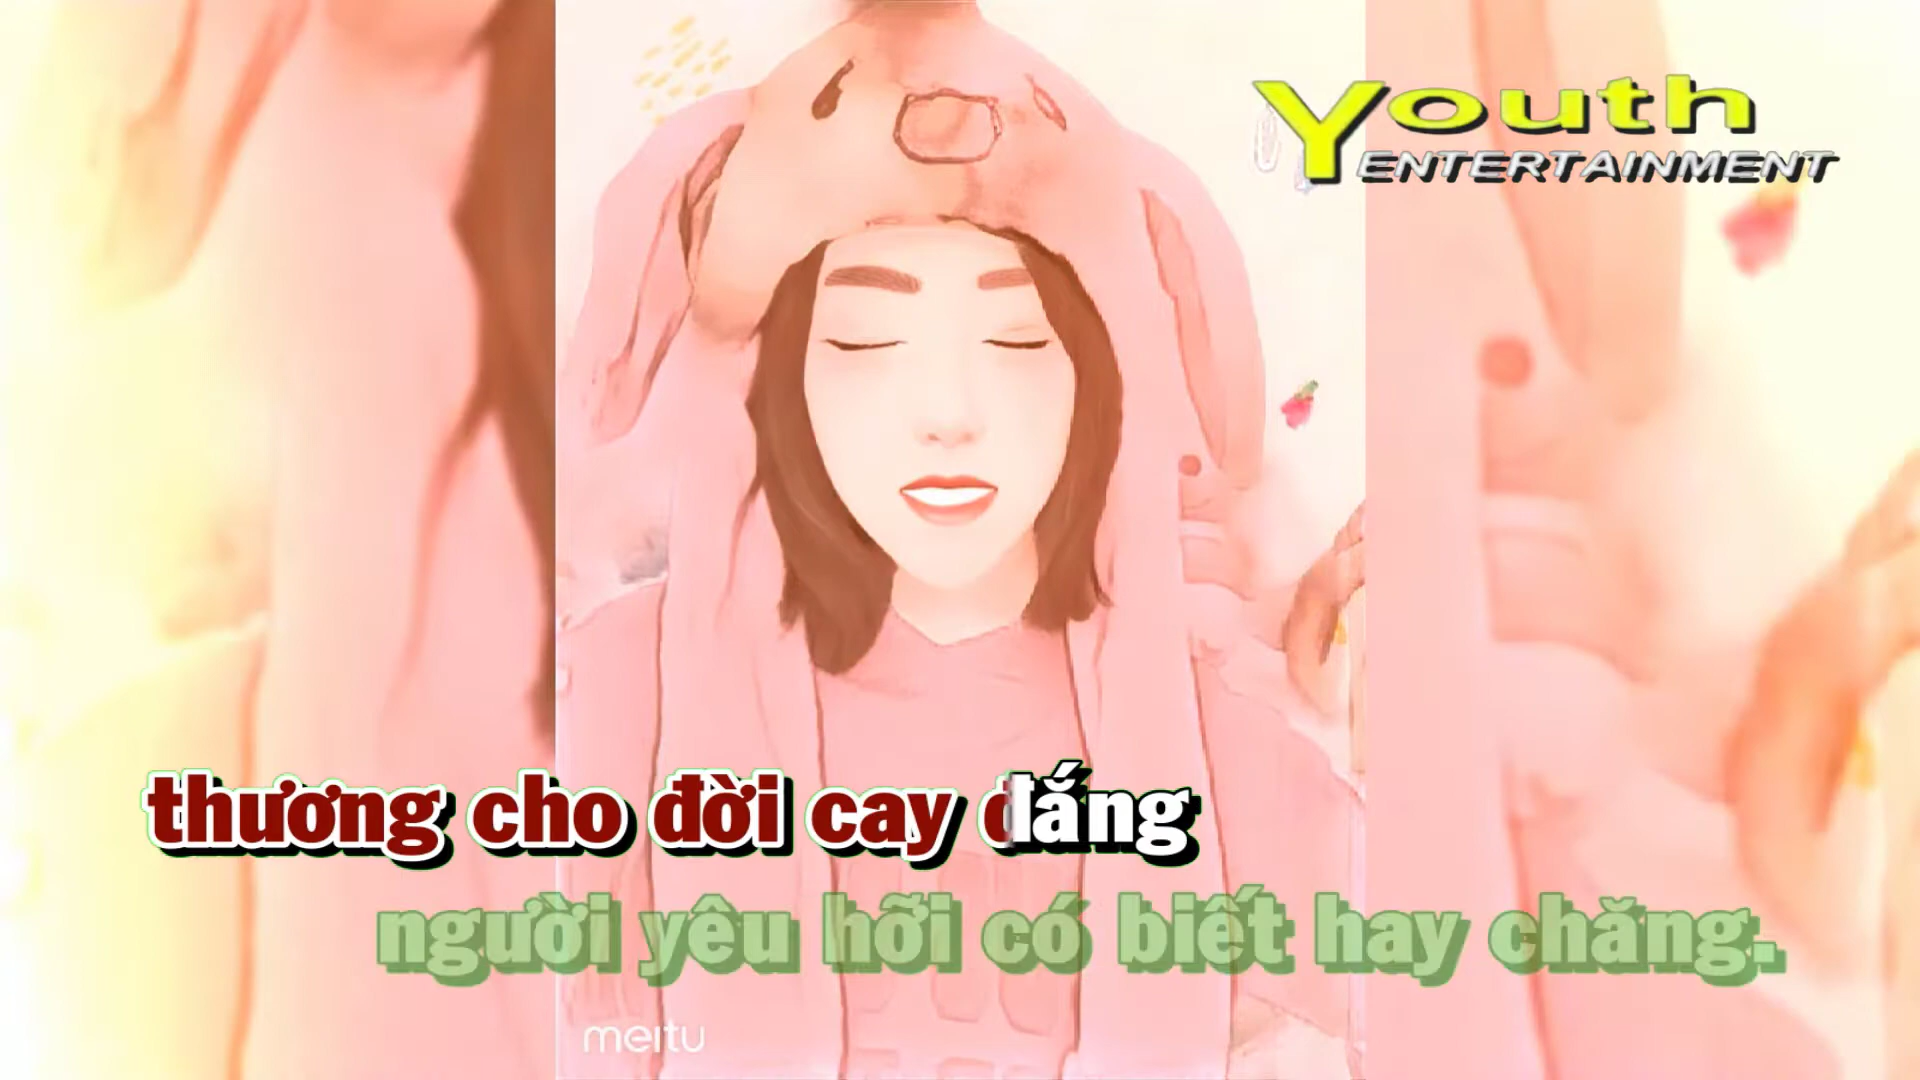 Youth
ENTERTAINMENT
thương cho đời cay đắng
người yêu hỡi có biết hay chăng.
meitu